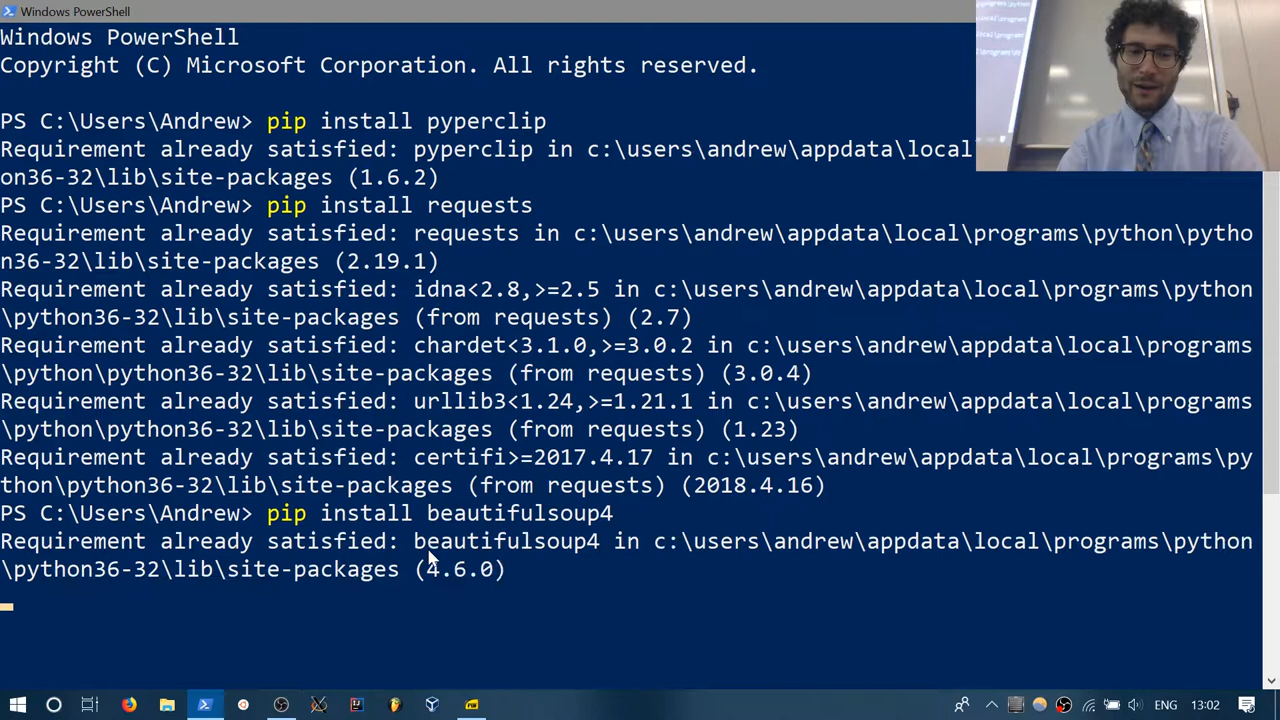 Windows PowerShell
Windows PowerShell
Copyright (C) Microsoft Corporation. All rights reserved.
PS C:\Users\Andrew> pip install pyperclip
Requirement already satisfied: pyperclip in c:\users\andrew\appdata\local
on36-32\lib\site-packages (1.6.2)
PS C:\Users\Andrew> pip install requests
Requirement already satisfied: requests in c:\users\andrew\appdata\local\programs\python\pytho
n36-32\lib\site-packages (2.19.1)
Requirement already satisfied: idna<2.8,>=2.5 in c:\users\andrew\appdata\local\programs\python
\python36-32\lib\site-packages (from requests) (2.7)
Requirement already satisfied: chardet<3.1.0,>=3.0.2 in c:\users\andrew\appdata\local\programs
\python\python36-32\lib\site-packages (from requests) (3.0.4)
Requirement already satisfied: urllib3<1.24,>=1.21.1 in c:\users\andrew\appdata\local\programs
\python\python36-32\lib\site-packages (from requests) (1.23)
Requirement already satisfied: certifi>=2017.4.17 in c:\users\andrew\appdata\local\programs\py
thon\python36-32\lib\site-packages (from requests) (2018.4.16)
PS C:\Users\Andrew> pip install beautifulsoup4
Requirement already satisfied: beautifulsoup4 in c:\users\andrew\appdata\local\programs\python
\python36-32\lib\site-packages (4.6.0)
ENG 13:02